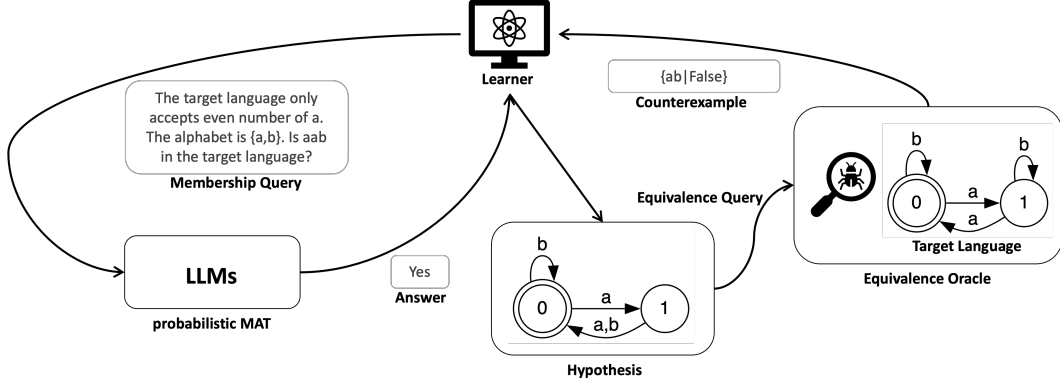 Learner
The target language only
accepts even number of a.
The alphabet is {a,b}. Is aab
in the target language?
Membership Query
{ab|False}
Counterexample
LLMs
probabilistic MAT
Yes
Answer
b
0
a
a,b
1
Hypothesis
Equivalence Query
b
b
0
a
a
1
Target Language
Equivalence Oracle